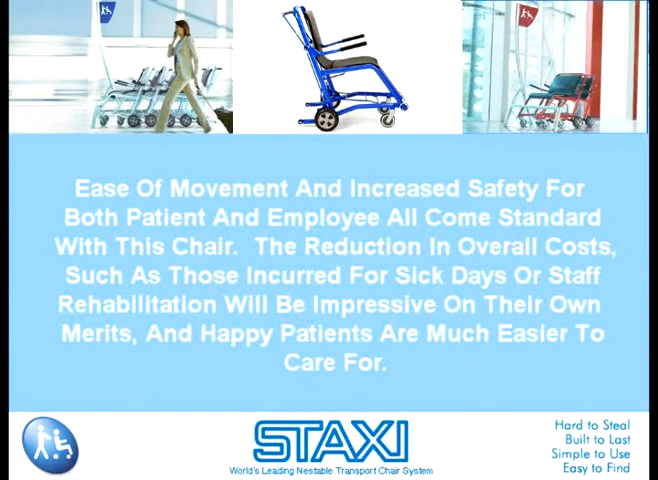 Ease Of Movement And Increased Safety For
Both Patient And Employee All Come Standard
With This Chair. The Reduction In Overall Costs,
Such As Those Incurred For Sick Days Or Staff
Rehabilitation Will Be Impressive On Their Own
Merits, And Happy Patients Are Much Easier To
Care For.
STAXI
World's Leading Nestable Transport Chair System
Hard to Steal
Built to Last
Simple to Use
Easy to Find